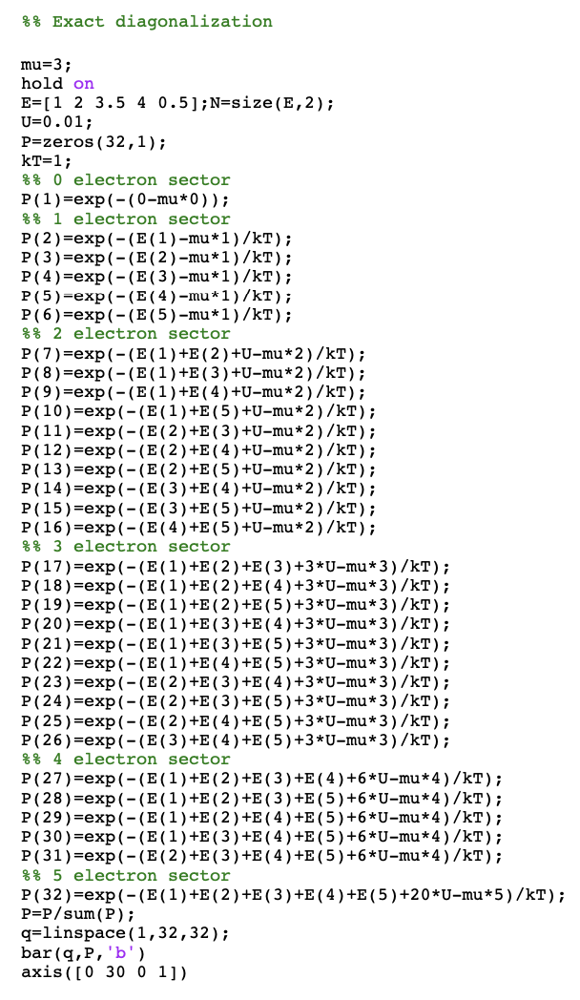 %% Exact diagonalization
mu=3;
hold on
E=[1 2 3.5 4 0.5];N=size(E,2);
U=0.01;
P=zeros(32,1);
kT=1;
%% 0 electron sector
P(1)=exp(-(0-mu*0));
%% 1 electron sector
P(2)=exp(-(E(1)-mu*1)/kT);
P(3)=exp(-(E(2)-mu*1)/kT);
P(4)=exp(-(E(3)-mu*1)/kT);
P(5)=exp(-(E(4)-mu*1)/kT);
P(6)=exp(-(E(5)-mu*1)/kT);
%% 2 electron sector
P(7)=exp(-(E(1)+E(2)+U-mu*2)/kT);
P(8)=exp(-(E(1)+E(3)+U-mu*2)/kT);
P(9)=exp(-(E(1)+E(4)+U-mu*2)/kT);
P(10)=exp(-(E(1)+E(5)+U-mu*2)/kT);
P(11)=exp(-(E(2)+E(3)+U-mu*2)/kT);
P(12)=exp(-(E(2)+E(4)+U-mu*2)/kT);
P(13)=exp(-(E(2)+E(5)+U-mu*2)/kT);
P(14)=exp(-(E(3)+E(4)+U-mu*2)/kT);
P(15)=exp(-(E(3)+E(5)+U-mu*2)/kT);
P(16)=exp(-(E(4)+E(5)+U-mu*2)/kT);
%% 3 electron sector
P(17)=exp(-(E(1)+E(2)+E(3)+3*U-mu*3)/kT);
P(18)=exp(-(E(1)+E(2)+E(4)+3*U-mu*3)/kT);
P(19)=exp(-(E(1)+E(2)+E(5)+3*U-mu*3)/kT);
P(20)=exp(-(E(1)+E(3)+E(4)+3*U-mu*3)/kT);
P(21)=exp(-(E(1)+E(3)+E(5)+3*U-mu*3)/kT);
P(22)=exp(-(E(1)+E(4)+E(5)+3*U-mu*3)/kT);
P(23)=exp(-(E(2)+E(3)+E(4)+3*U-mu*3)/kT);
P(24)=exp(-(E(2)+E(3)+E(5)+3*U-mu*3)/kT);
P(25)=exp(-(E(2)+E(4)+E(5)+3*U-mu*3)/kT);
P(26)=exp(-(E(3)+E(4)+E(5)+3*U-mu*3)/kT);
%% 4 electron sector
P(27)=exp(-(E(1)+E(2)+E(3)+E(4)+6*U-mu*4)/kT);
P(28)=exp(-(E(1)+E(2)+E(3)+E(5)+6*U-mu*4)/kT);
P(29)=exp(-(E(1)+E(2)+E(4)+E(5)+6*U-mu*4)/kT);
P(30)=exp(-(E(1)+E(3)+E(4)+E(5)+6*U-mu*4)/kT);
P(31)=exp(-(E(2)+E(3)+E(4)+E(5)+6*U-mu*4)/kT);
%% 5 electron sector
P(32)=exp(-(E(1)+E(2)+E(3)+E(4)+E(5)+20*U-mu*5)/kT);
P=P/sum(P);
q=linspace(1,32,32);
bar(q,P,'b')
axis([0 30 0 1])